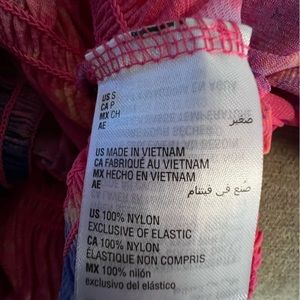 US S
CA P
MX CH
AE صغير
US MADE IN VIETNAM
CA FABRIQUÉ AU VIETNAM
MX HECHO EN VIETNAM
AE صنع في فيتنام
US 100% NYLON
EXCLUSIVE OF ELASTIC
CA 100% NYLON
ÉLASTIQUE NON COMPRIS
MX 100% nilón
exclusivo del elástico